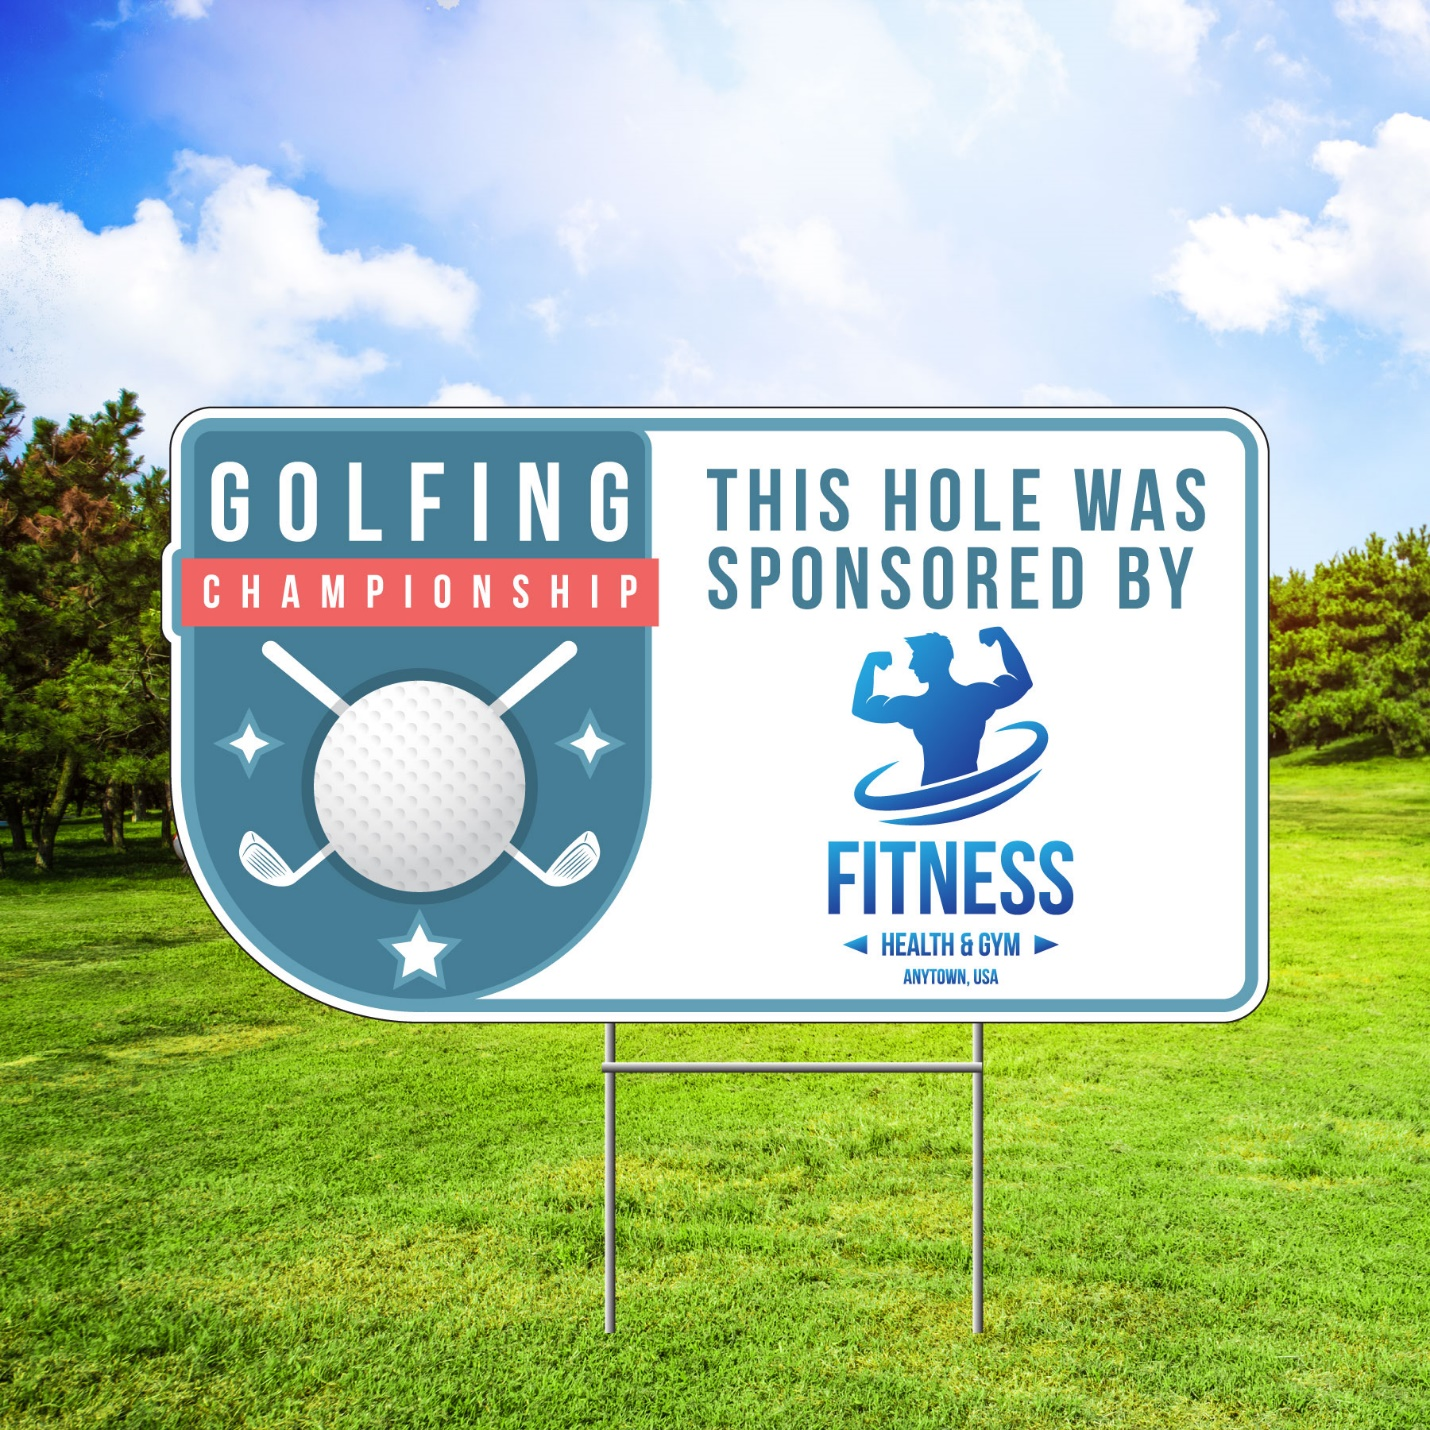 GOLFING
CHAMPIONSHIP
THIS HOLE WAS
SPONSORED BY
FITNESS
HEALTH & GYM
ANYTOWN, USA